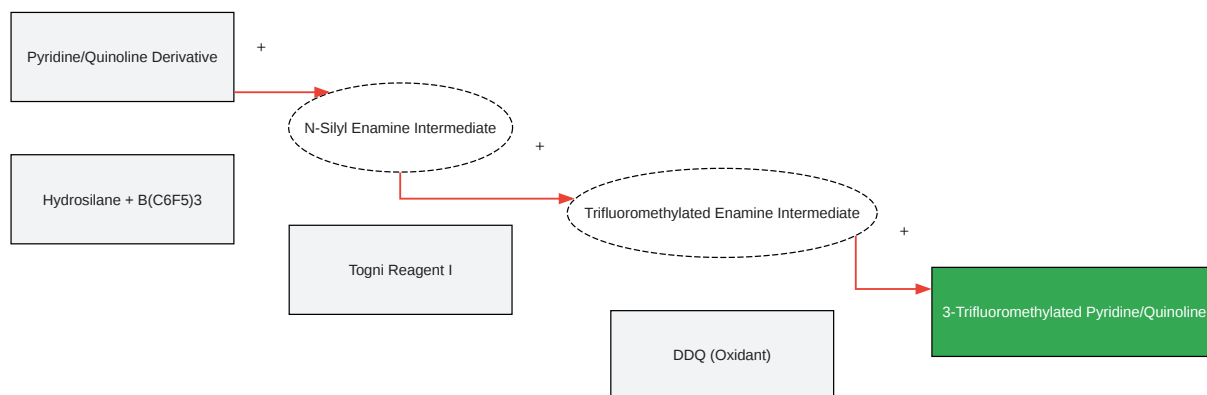 Pyridine/Quinoline Derivative
+
Hydrosilane + B(C6F5)3
N-Silyl Enamine Intermediate
+
Togni Reagent I
Trifluoromethylated Enamine Intermediate
+
DDQ (Oxidant)
3-Trifluoromethylated Pyridine/Quinoline